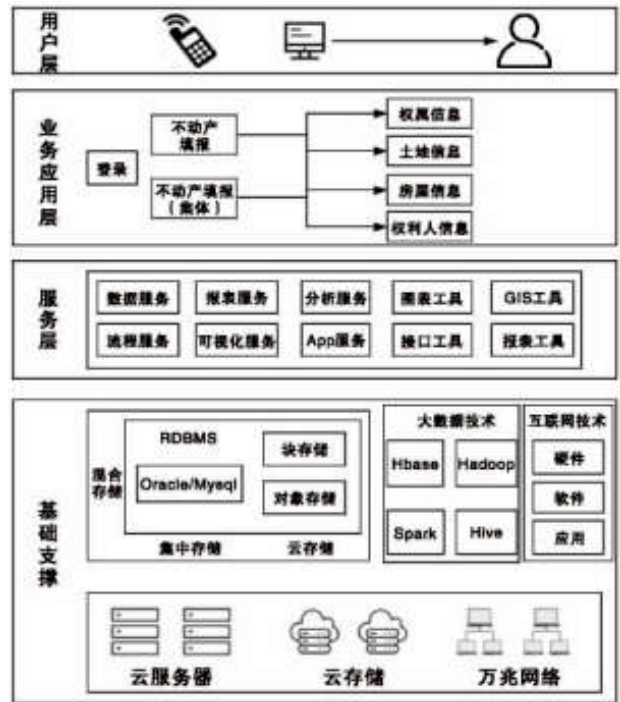 用户层
业务应用层
登录
不动产
填报
不动产填报
（集体）
权属信息
土地信息
房屋信息
权利人信息
服务层
数据服务
报表服务
分析服务
图表工具
GIS工具
流程服务
可视化服务
App服务
接口工具
报表工具
基础支撑
混合
存储
RDBMS
Oracle/Mysql
块存储
对象存储
集中存储
云存储
大数据技术
Hbase
Hadoop
Spark
Hive
互联网技术
硬件
软件
应用
云服务器
云存储
万兆网络